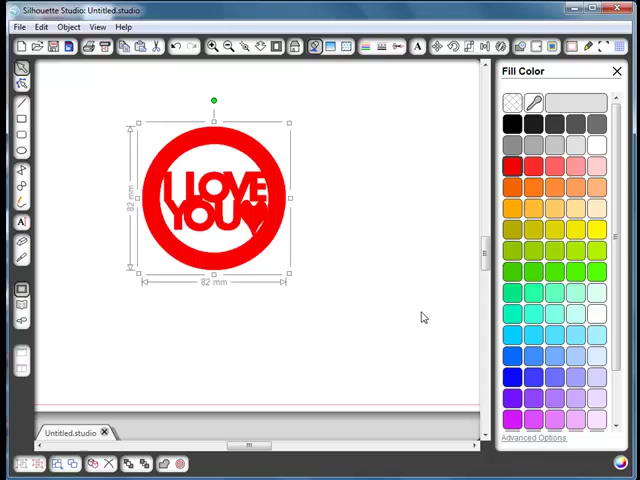 Silhouette Studio: Untitled.studio
File Edit Object View Help
A
Fill Color
I LOVE
YOU
82 mm
82 mm
A
Untitled.studio
Advanced Options